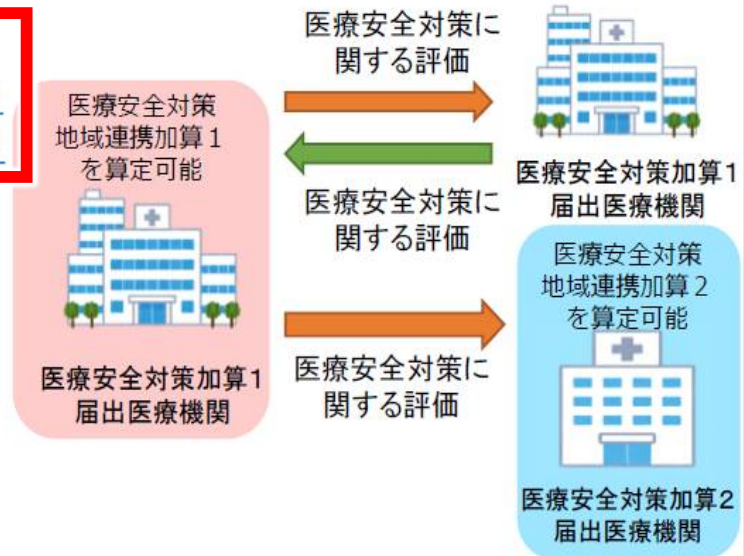 医療安全対策
地域連携加算1
を算定可能
医療安全対策加算1
届出医療機関
医療安全対策に
関する評価
医療安全対策に
関する評価
医療安全対策に
関する評価
医療安全対策加算1
届出医療機関
医療安全対策
地域連携加算2
を算定可能
医療安全対策加算2
届出医療機関